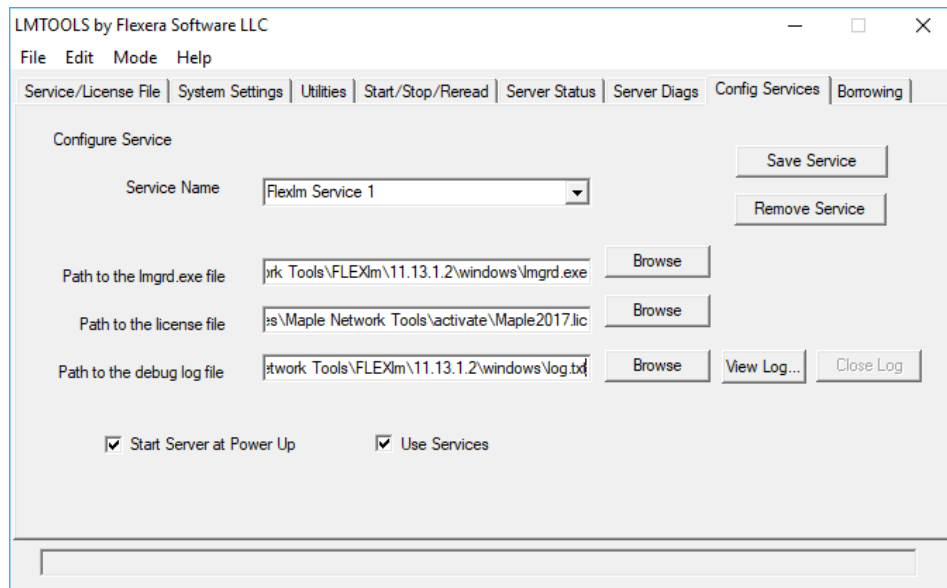 LMTOOLS by Flexera Software LLC
File Edit Mode Help
Service/License File System Settings Utilities Start/Stop/Reread Server Status Server Diags Config Services Borrowing
Configure Service
Save Service
Service Name Flexlm Service 1
Remove Service
Path to the lmgrd.exe file rk Tools\FLEXlm\11.13.1.2\windows\lmgrd.exe Browse
Path to the license file s\Maple Network Tools\activate\Maple2017.lic Browse
Path to the debug log file twork Tools\FLEXlm\11.13.1.2\windows\log.txt Browse View Log... Close Log
Start Server at Power Up Use Services